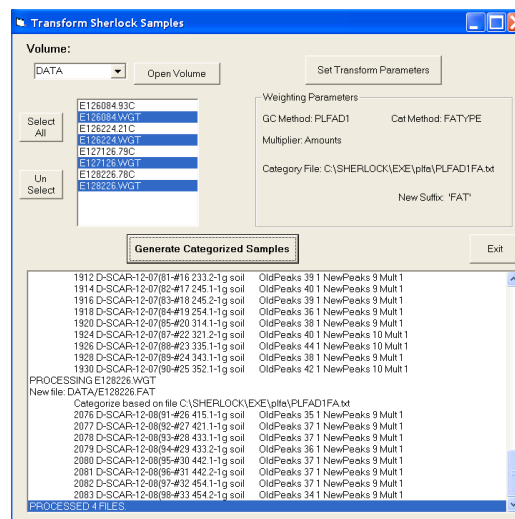 Transform Sherlock Samples
Volume:
DATA
Open Volume
Set Transform Parameters
Select All
Un Select
E126084.93C
E126084.WGT
E126224.21C
E126224.WGT
E127126.79C
E127126.WGT
E128226.78C
E128226.WGT
Weighting Parameters
GC Method: PLFAD1 Cat Method: FATYPE
Multiplier: Amounts
Category File: C:\SHERLOCK\EXE\plfa\PLFAD1FA.txt
New Suffix: 'FAT'
Generate Categorized Samples
Exit
1912 D-SCAR-12-07(81-#16 233.2-1g soil OldPeaks 39 1 NewPeaks 9 Mult 1
1914 D-SCAR-12-07(82-#17 245.1-1g soil OldPeaks 40 1 NewPeaks 9 Mult 1
1916 D-SCAR-12-07(83-#18 245.2-1g soil OldPeaks 39 1 NewPeaks 9 Mult 1
1918 D-SCAR-12-07(84-#19 254.1-1g soil OldPeaks 36 1 NewPeaks 9 Mult 1
1920 D-SCAR-12-07(85-#20 314.1-1g soil OldPeaks 38 1 NewPeaks 9 Mult 1
1924 D-SCAR-12-07(87-#22 321.2-1g soil OldPeaks 40 1 NewPeaks 10 Mult 1
1926 D-SCAR-12-07(88-#23 335.1-1g soil OldPeaks 44 1 NewPeaks 10 Mult 1
1928 D-SCAR-12-07(89-#24 343.1-1g soil OldPeaks 38 1 NewPeaks 9 Mult 1
1930 D-SCAR-12-07(90-#25 352.1-1g soil OldPeaks 42 1 NewPeaks 10 Mult 1
PROCESSING E128226.WGT
New file: DATA/E128226.FAT
Categorize based on file C:\SHERLOCK\EXE\plfa\PLFAD1FA.txt
2076 D-SCAR-12-08(91-#26 415.1-1g soil OldPeaks 35 1 NewPeaks 9 Mult 1
2077 D-SCAR-12-08(92-#27 421.1-1g soil OldPeaks 37 1 NewPeaks 9 Mult 1
2078 D-SCAR-12-08(93-#28 433.1-1g soil OldPeaks 37 1 NewPeaks 9 Mult 1
2079 D-SCAR-12-08(94-#29 433.2-1g soil OldPeaks 36 1 NewPeaks 9 Mult 1
2080 D-SCAR-12-08(95-#30 442.1-1g soil OldPeaks 37 1 NewPeaks 9 Mult 1
2081 D-SCAR-12-08(96-#31 442.2-1g soil OldPeaks 37 1 NewPeaks 9 Mult 1
2082 D-SCAR-12-08(97-#32 454.1-1g soil OldPeaks 37 1 NewPeaks 9 Mult 1
2083 D-SCAR-12-08(98-#33 454.2-1g soil OldPeaks 34 1 NewPeaks 9 Mult 1
PROCESSED 4 FILES.